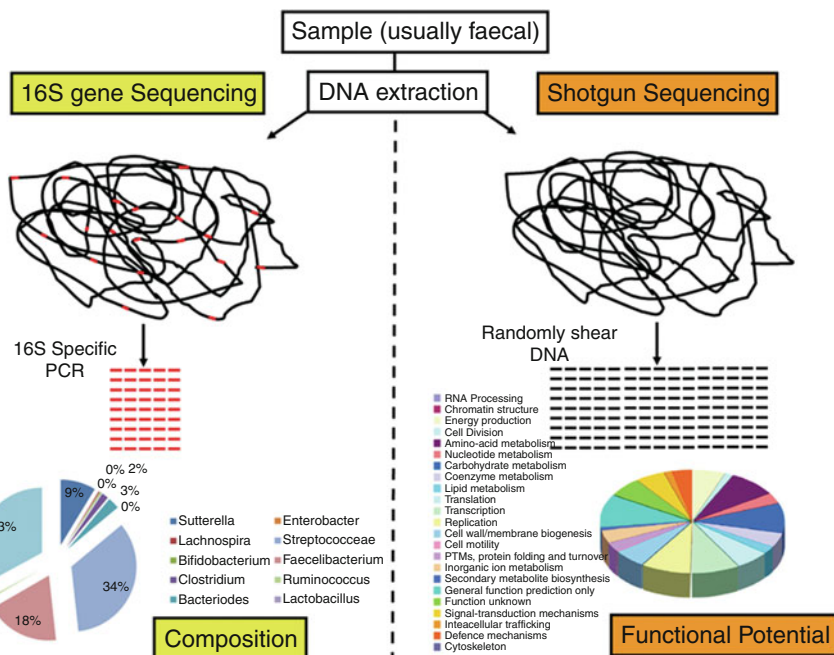 Sample (usually faecal)
16S gene Sequencing
DNA extraction
Shotgun Sequencing
16S Specific
PCR
Randomly shear
DNA
0% 2%
0%
9%
3%
0%
3%
34%
18%
Sutterella
Lachnospira
Bifidobacterium
Clostridium
Bacteriodes
Enterobacter
Streptococceae
Faecelibacterium
Ruminococcus
Lactobacillus
Composition
RNA Processing
Chromatin structure
Energy production
Cell Division
Amino-acid metabolism
Nucleotide metabolism
Carbohydrate metabolism
Coenzyme metabolism
Lipid metabolism
Translation
Transcription
Replication
Cell wall/membrane biogenesis
Cell motility
PTMs, protein folding and turnover
Inorganic ion metabolism
Secondary metabolite biosynthesis
General function prediction only
Function unknown
Signal-transduction mechanisms
Inteacellular trafficking
Defence mechanisms
Cytoskeleton
Functional Potential